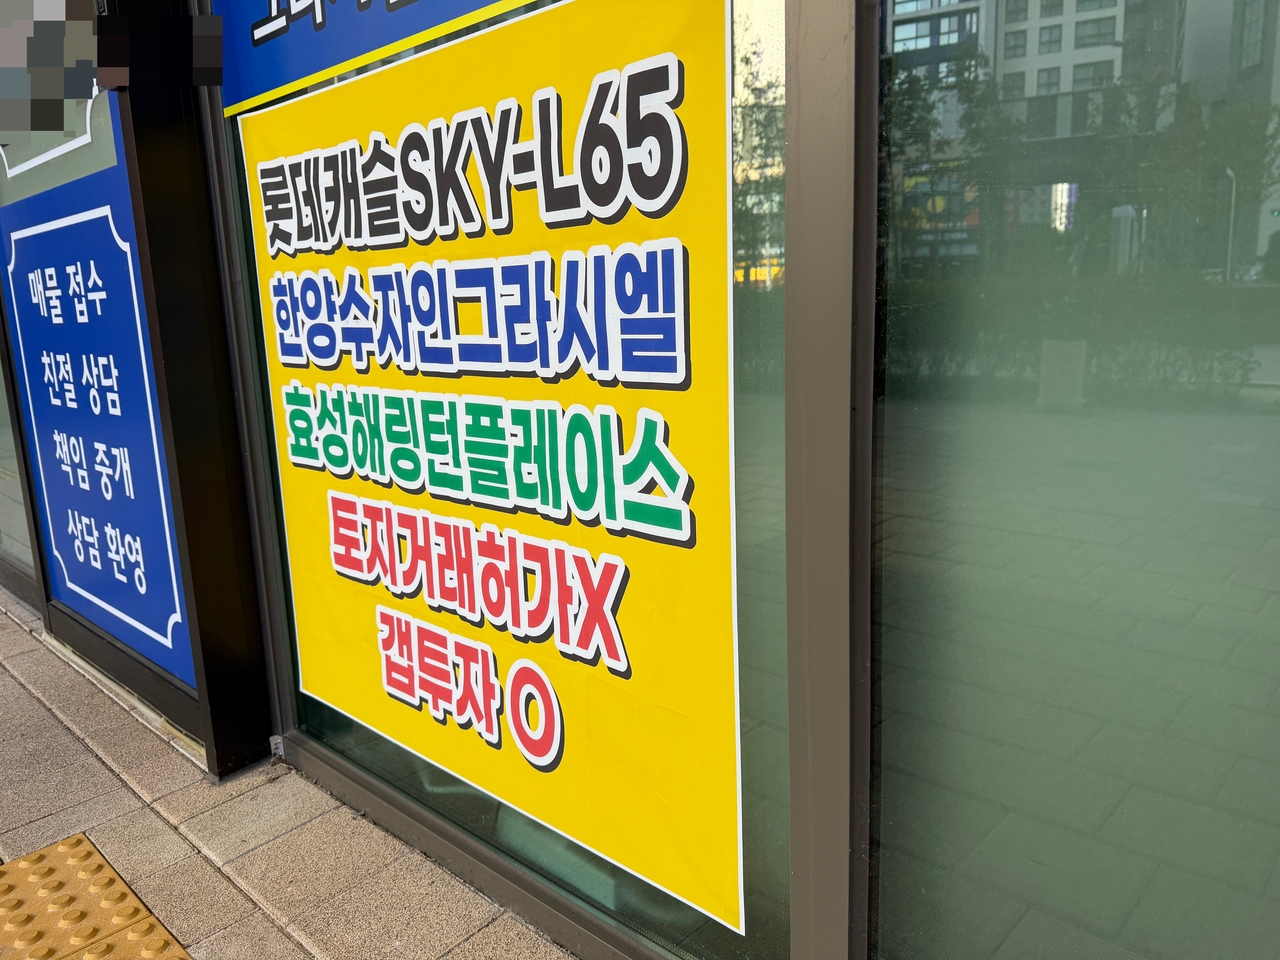 매물 접수
친절 상담
책임 중개
상담 환영
롯데캐슬SKY-L65
한양수자인그라시엘
효성해링턴플레이스
토지거래허가X
갭투자 O